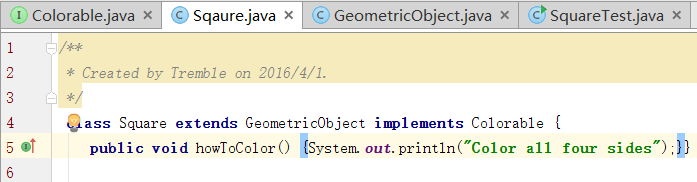 Colorable.java × Sqaure.java × GeometricObject.java × SquareTest.java ×
1 /**
2 * Created by Tremble on 2016/4/1.
3 */
4 class Square extends GeometricObject implements Colorable {
5 public void howToColor() {System.out.println("Color all four sides");}}